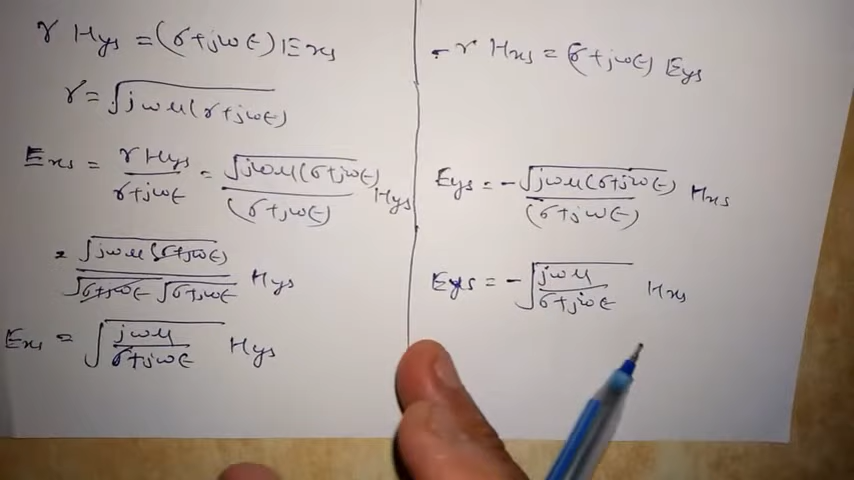 γ Hys = (σ+jωϵ) Exs
γ = √jωμ(σ+jωϵ)
Exs = γ Hys / σ+jωϵ = √jωμ(σ+jωϵ) / (σ+jωϵ) Hys
= √jωμ(σ+jωϵ) / √σ+jωϵ √σ+jωϵ Hys
Exs = √jωμ / σ+jωϵ Hys
-γ Hxs = (σ+jωϵ) Eys
Eys = -√jωμ(σ+jωϵ) / (σ+jωϵ) Hxs
Eys = -√jωμ / σ+jωϵ Hxs